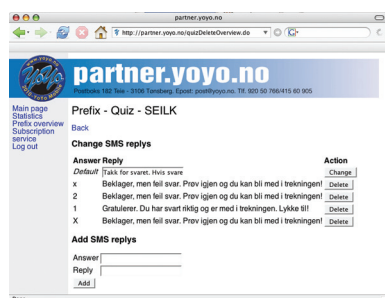 partner.yoyo.no
http://partner.yoyo.no/quizDeleteOverview.do
www.yoyo.no
YoYo
partner.yoyo.no
Postboks 182 Teie - 3106 Tønsberg. Epost: post@yoyo.no. Tlf. 920 50 766/415 60 905
Main page
Statistics
Prefix overview
Subscription
service
Log out
Prefix - Quiz - SEILK
Back
Change SMS replys
Answer Reply Action
Default Takk for svaret. Hvis svare Change
x Beklager, men feil svar. Prøv igjen og du kan bli med i trekningen! Delete
2 Beklager, men feil svar. Prøv igjen og du kan bli med i trekningen! Delete
1 Gratulerer. Du har svart riktig og er med i trekningen. Lykke til! Delete
X Beklager, men feil svar. Prøv igjen og du kan bli med i trekningen! Delete
Add SMS replys
Answer
Reply
Add